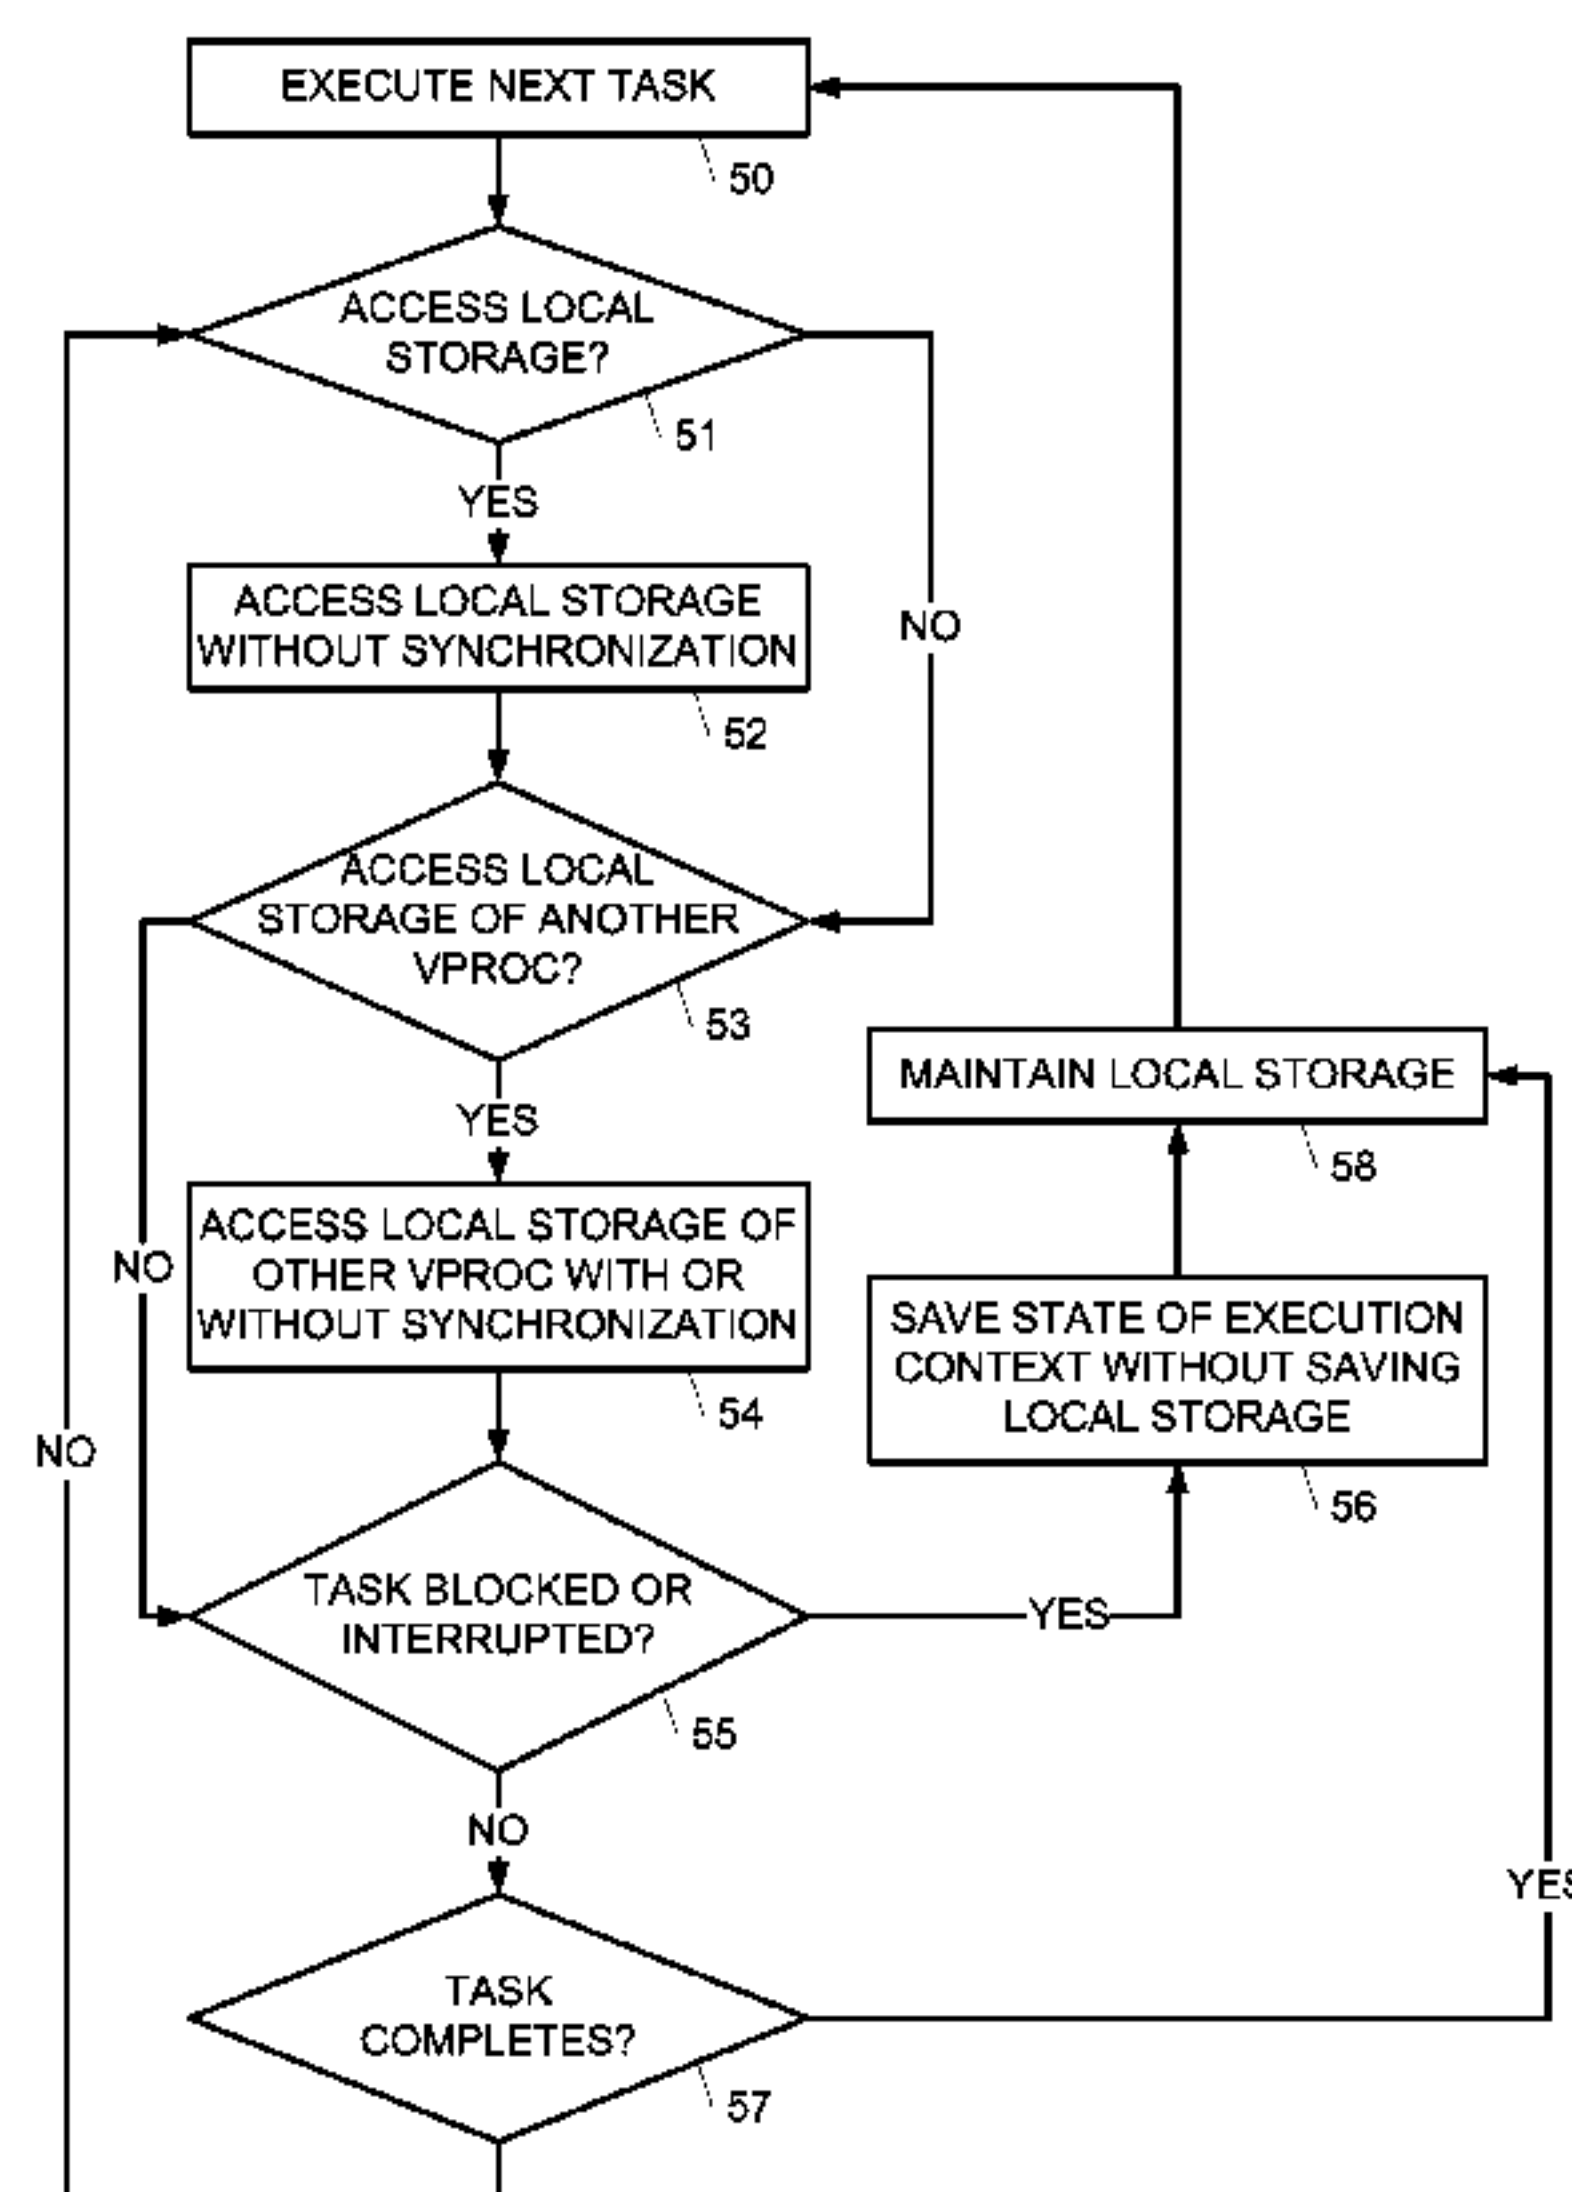 EXECUTE NEXT TASK
50
ACCESS LOCAL
STORAGE?
51
YES
ACCESS LOCAL STORAGE
WITHOUT SYNCHRONIZATION
NO
52
ACCESS LOCAL
STORAGE OF ANOTHER
VPROC?
53
YES
MAINTAIN LOCAL STORAGE
58
ACCESS LOCAL STORAGE OF
OTHER VPROC WITH OR
WITHOUT SYNCHRONIZATION
NO
54
SAVE STATE OF EXECUTION
CONTEXT WITHOUT SAVING
LOCAL STORAGE
56
NO
TASK BLOCKED OR
INTERRUPTED?
YES
55
NO
YES
TASK
COMPLETES?
57